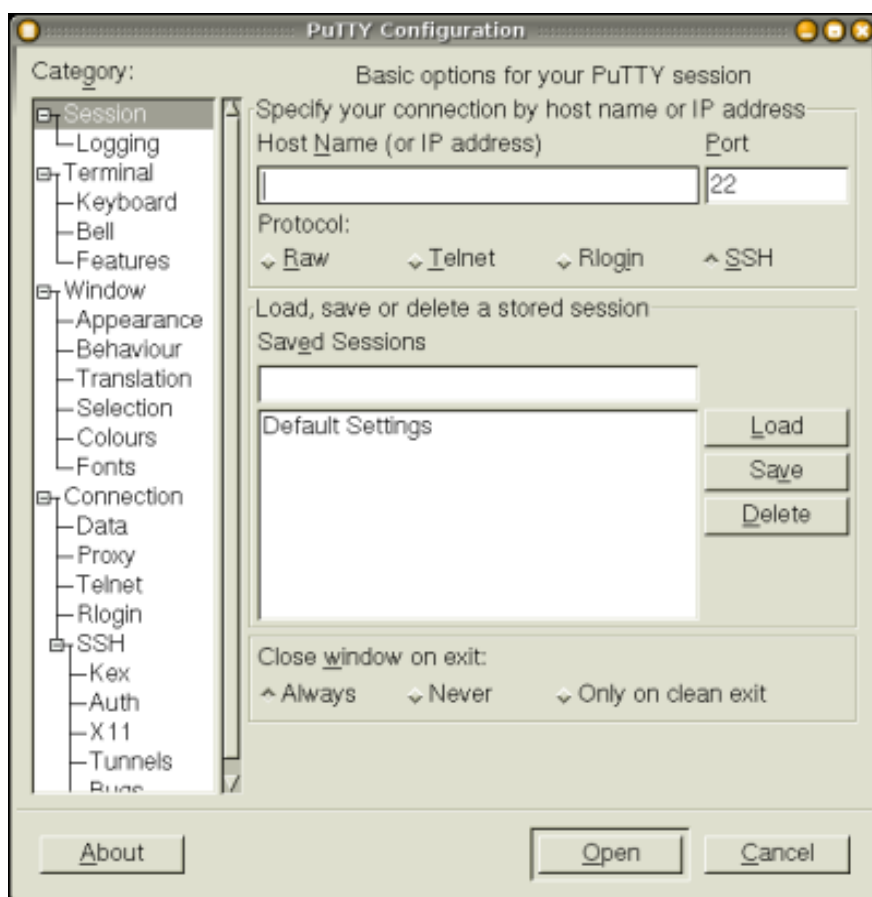 PuTTY Configuration
Category:
Session
Logging
Terminal
Keyboard
Bell
Features
Window
Appearance
Behaviour
Translation
Selection
Colours
Fonts
Connection
Data
Proxy
Telnet
Rlogin
SSH
Kex
Auth
X11
Tunnels
Bugs
Basic options for your PuTTY session
Specify your connection by host name or IP address
Host Name (or IP address) Port
22
Protocol:
Raw Telnet Rlogin SSH
Load, save or delete a stored session
Saved Sessions
Default Settings
Load
Save
Delete
Close window on exit:
Always Never Only on clean exit
About Open Cancel